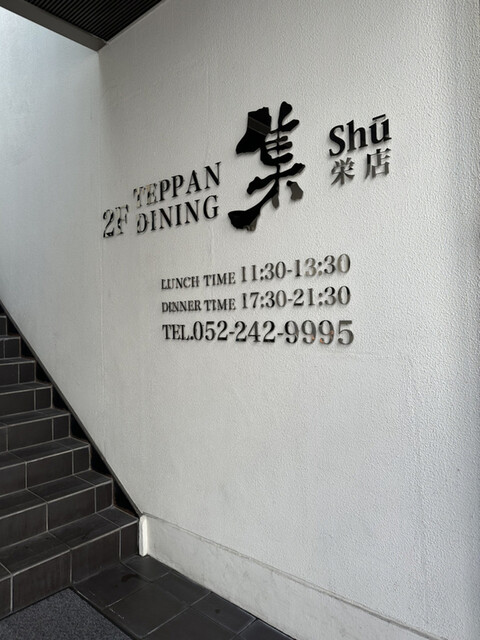 2F TEPPAN DINING 集 Shū 栄店
LUNCH TIME 11:30-13:30
DINNER TIME 17:30-21:30
TEL.052-242-9995